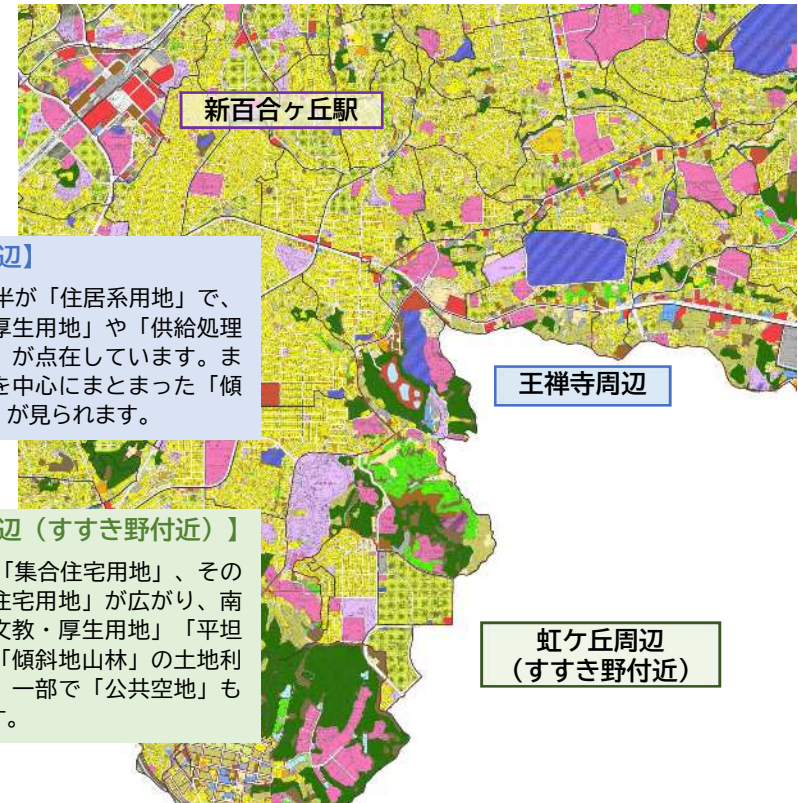 新百合ヶ丘駅
辺】
半が「住居系用地」で、
厚生用地」や「供給処理
」が点在しています。ま
を中心にまとまった「傾
」が見られます。
王禅寺周辺
辺（すすき野付近）】
「集合住宅用地」、その
住宅用地」が広がり、南
文教・厚生用地」「平坦
「傾斜地山林」の土地利
、一部で「公共空地」も
す。
虹ケ丘周辺
（すすき野付近）